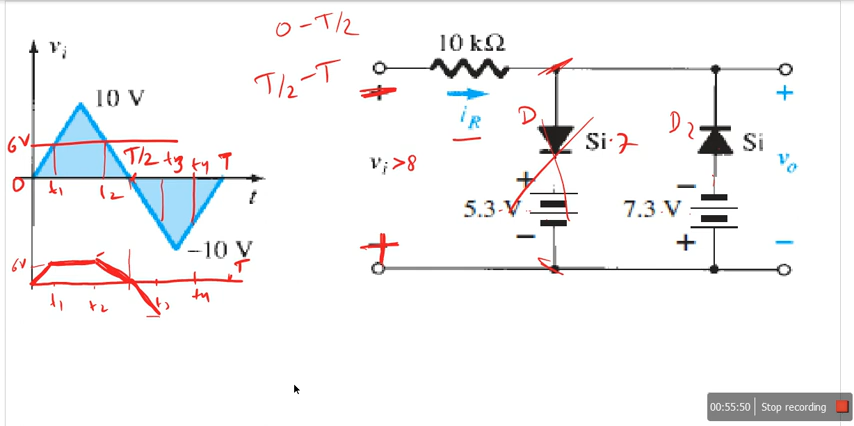 0 - T/2
T/2 - T
v_i
10 V
6V
T/2 t3 t4 T
0
t1
t2
t
-10 V
6V
T
t1
t2
t3
t4
10 kΩ
+
i_R
D
Si
.7
D2
Si
+
v_i >8
v_o
+
5.3 V
-
-
7.3 V
+
+
-
00:55:50 Stop recording